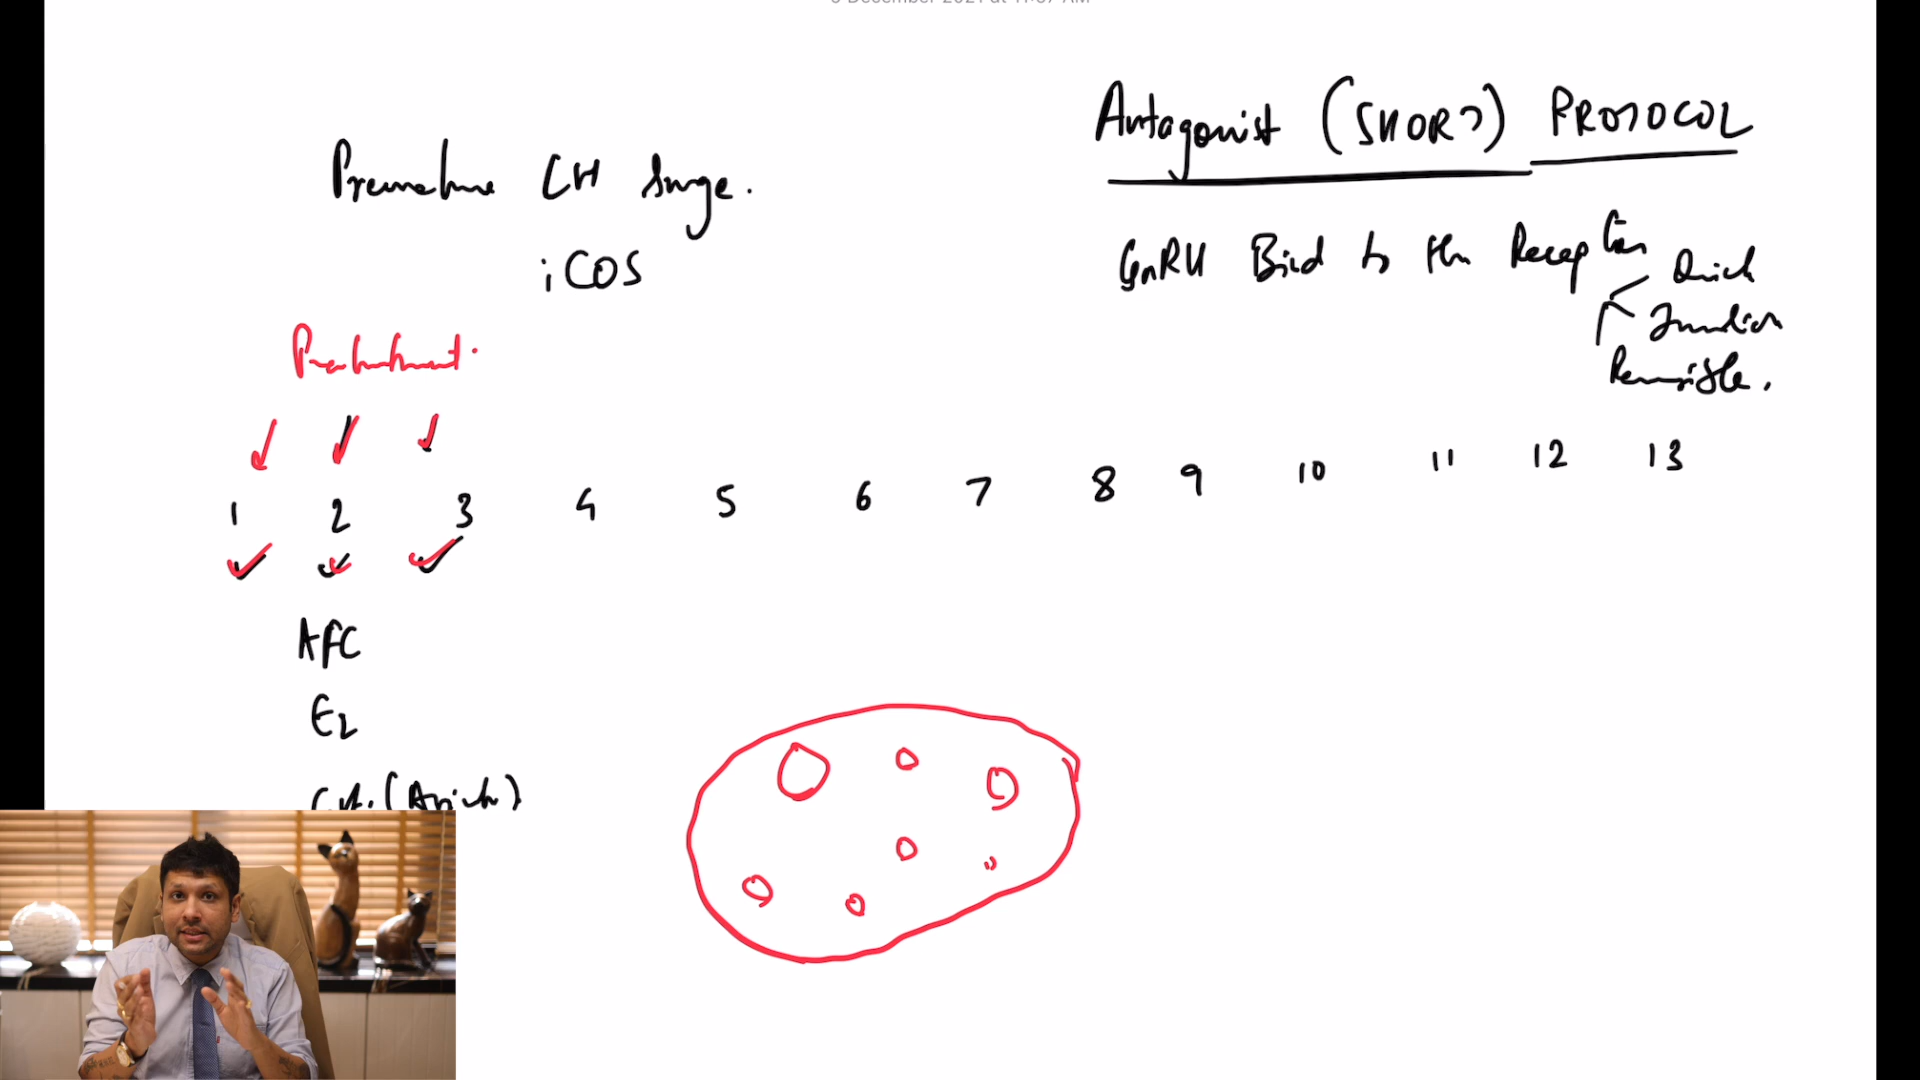 Antagonist (SHORT) PROTOCOL
Premature LH Surge.
iCOS
GnRH Bind to the Receptor
Quick
Reversible.
Pretreatment.
1 2 3 4 5 6 7 8 9 10 11 12 13
AFC
E2